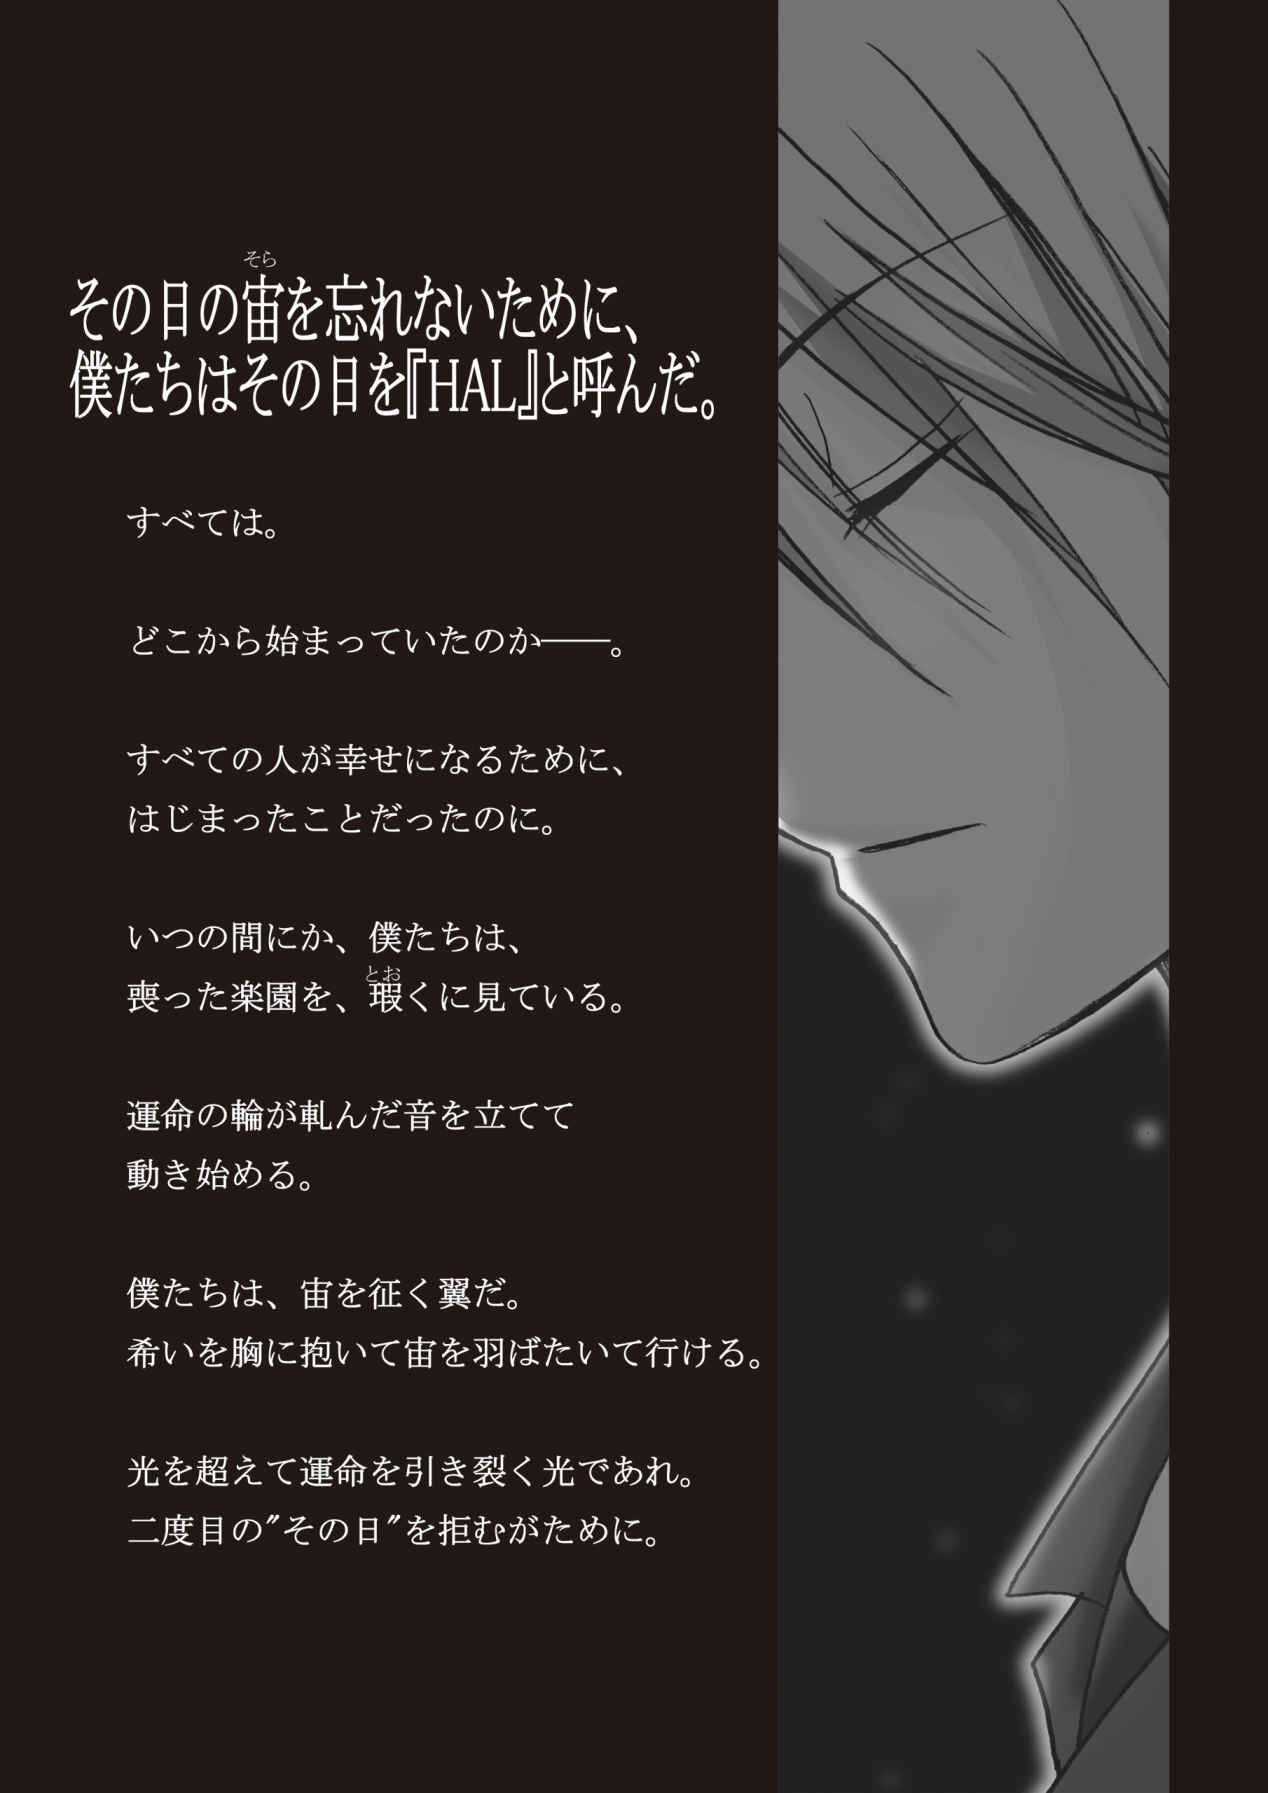 その日の宙を忘れないために、
僕たちはその日を『HAL』と呼んだ。
すべては。
どこから始まっていたのか――。
すべての人が幸せになるために、
はじまったことだったのに。
いつの間にか、僕たちは、
喪った楽園を、瑕くに見ている。
運命の輪が軋んだ音を立てて
動き始める。
僕たちは、宙を征く翼だ。
希いを胸に抱いて宙を羽ばたいて行ける。
光を超えて運命を引き裂く光であれ。
二度目の"その日"を拒むがために。
そら
とお